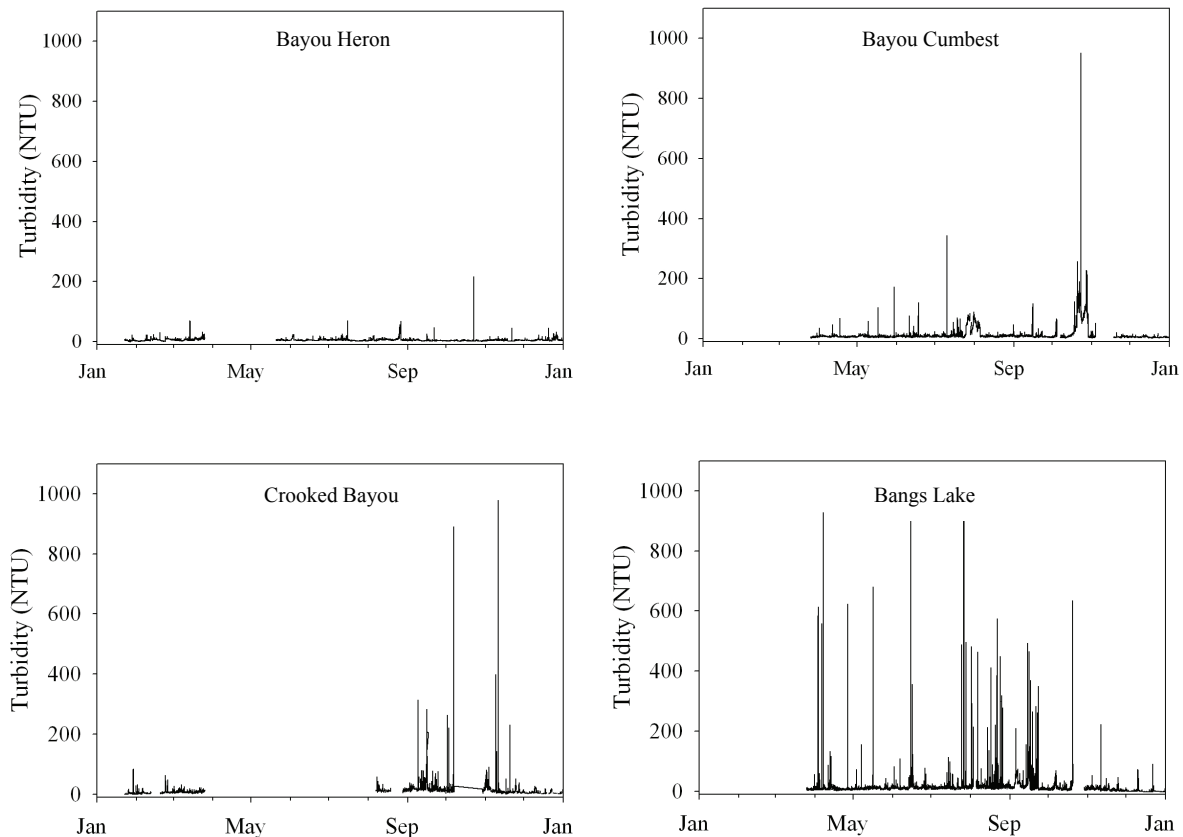 Bayou Heron
Turbidity (NTU)
1000
800
600
400
200
0
Jan May Sep Jan
Bayou Cumbest
Turbidity (NTU)
1000
800
600
400
200
0
Jan May Sep Jan
Crooked Bayou
Turbidity (NTU)
1000
800
600
400
200
0
Jan May Sep Jan
Bangs Lake
Turbidity (NTU)
1000
800
600
400
200
0
Jan May Sep Jan